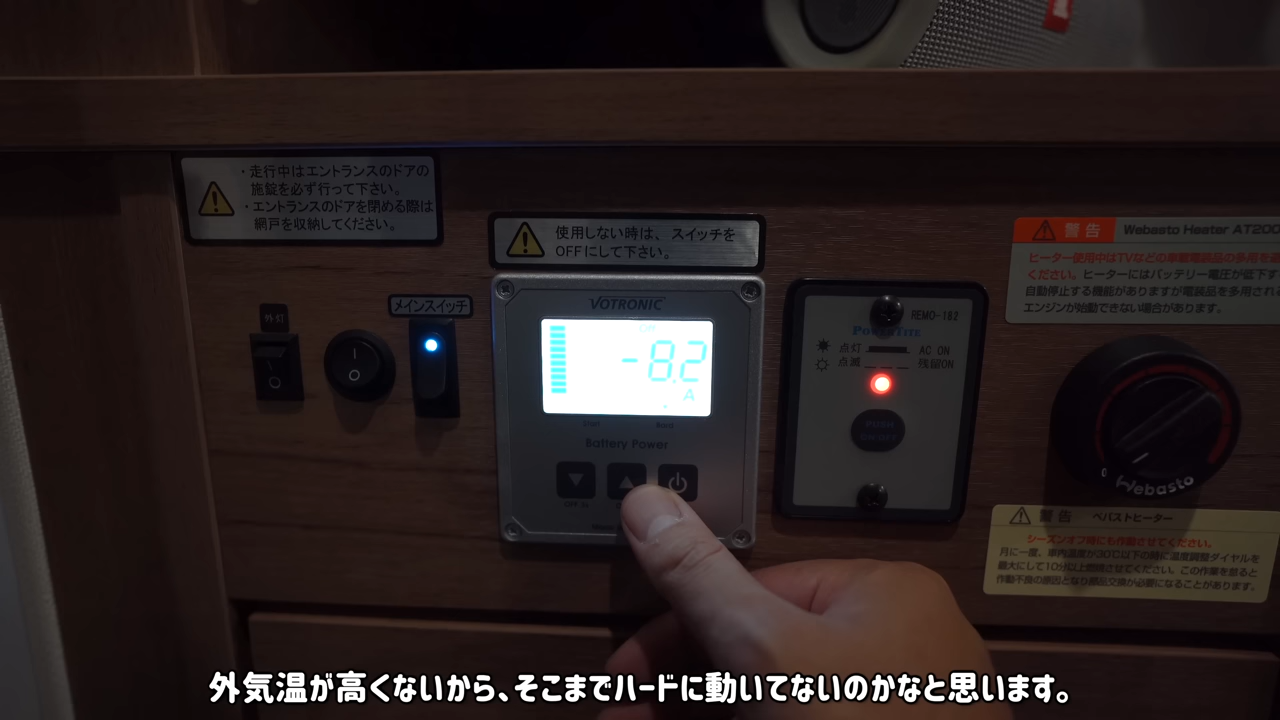 ・走行中はエントランスのドアの
施錠を必ず行って下さい。
・エントランスのドアを閉める際は
網戸を収納してください。
使用しない時は、スイッチを
OFFにして下さい。
外灯
メインスイッチ
VOTRONIC
-8.2
A
Battery Power
REMO-162
POWERTITE
点灯 AC ON
点滅 残留ON
PUSH
ON/OFF
警告 Webasto Heater AT200
ヒーター使用中はTVなどの車載電装品の多用を
ください。ヒーターにはバッテリー電圧が低下す
自動停止する機能がありますが電装品を多用され
エンジンが始動できない場合があります。
Webasto
警告 ベバストヒーター
シーズンオフ時にも作動させてください。
月に一度、車内温度が30℃以下の時に温度調整ダイヤルを
最大にして10分以上燃焼させてください。この作業を怠ると
作動不良の原因となり部品交換が必要になることがあります。
外気温が高くないから、そこまでハードに動いてないのかなと思います。